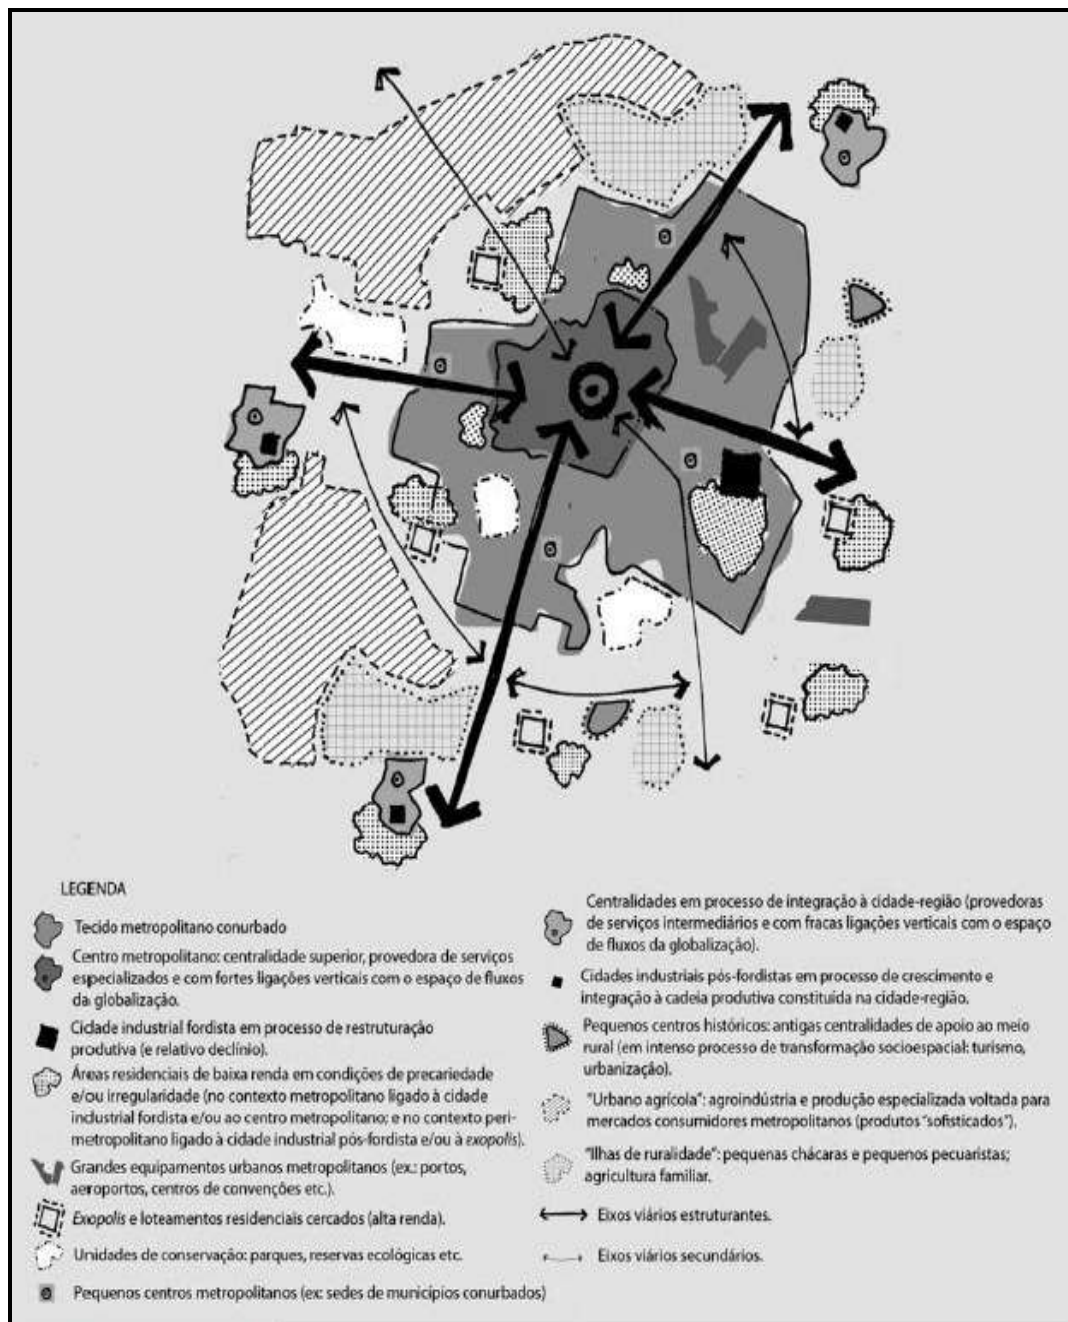 LEGENDA
Tecido metropolitano conurbado
Centro metropolitano: centralidade superior, provedora de serviços
especializados e com fortes ligações verticais com o espaço de fluxos
da globalização.
Cidade industrial fordista em processo de restruturação
produtiva (e relativo declínio).
Áreas residenciais de baixa renda em condições de precariedade
e/ou irregularidade (no contexto metropolitano ligado à cidade
industrial fordista e/ou ao centro metropolitano; e no contexto peri-
metropolitano ligado à cidade industrial pós-fordista e/ou à exopolis).
Grandes equipamentos urbanos metropolitanos (ex.: portos,
aeroportos, centros de convenções etc.).
Exopolis e loteamentos residenciais cercados (alta renda).
Unidades de conservação: parques, reservas ecológicas etc.
Pequenos centros metropolitanos (ex: sedes de municípios conurbados)
Centralidades em processo de integração à cidade-região (provedoras
de serviços intermediários e com fracas ligações verticais com o espaço
de fluxos da globalização).
Cidades industriais pós-fordistas em processo de crescimento e
integração à cadeia produtiva constituída na cidade-região.
Pequenos centros históricos: antigas centralidades de apoio ao meio
rural (em intenso processo de transformação socioespacial: turismo,
urbanização).
"Urbano agrícola": agroindústria e produção especializada voltada para
mercados consumidores metropolitanos (produtos "sofisticados").
"Ilhas de ruralidade": pequenas chácaras e pequenos pecuaristas;
agricultura familiar.
Eixos viários estruturantes.
Eixos viários secundários.